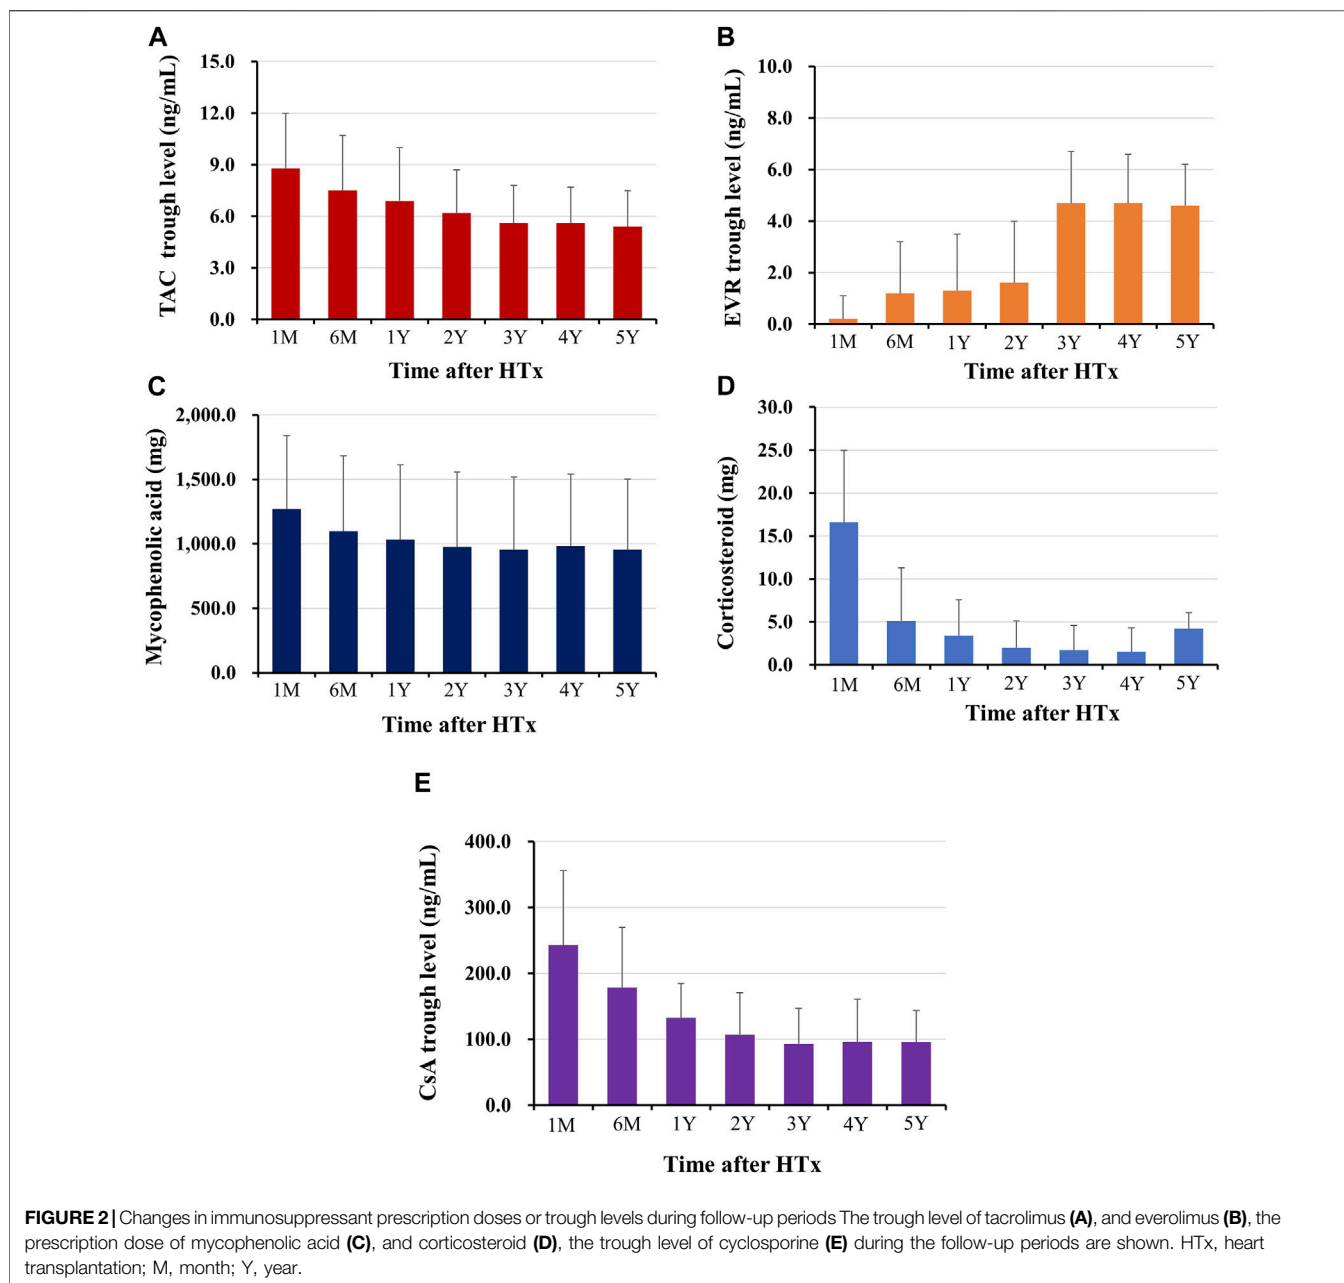 A
TAC trough level (ng/mL)
15.0
12.0
9.0
6.0
3.0
0.0
1M 6M 1Y 2Y 3Y 4Y 5Y
Time after HTx
B
EVR trough level (ng/mL)
10.0
8.0
6.0
4.0
2.0
0.0
1M 6M 1Y 2Y 3Y 4Y 5Y
Time after HTx
C
Mycophenolic acid (mg)
2,000.0
1,500.0
1,000.0
500.0
0.0
1M 6M 1Y 2Y 3Y 4Y 5Y
Time after HTx
D
Corticosteroid (mg)
30.0
25.0
20.0
15.0
10.0
5.0
0.0
1M 6M 1Y 2Y 3Y 4Y 5Y
Time after HTx
E
CsA trough level (ng/mL)
400.0
300.0
200.0
100.0
0.0
1M 6M 1Y 2Y 3Y 4Y 5Y
Time after HTx
FIGURE 2 | Changes in immunosuppressant prescription doses or trough levels during follow-up periods The trough level of tacrolimus (A), and everolimus (B), the
prescription dose of mycophenolic acid (C), and corticosteroid (D), the trough level of cyclosporine (E) during the follow-up periods are shown. HTx, heart
transplantation; M, month; Y, year.